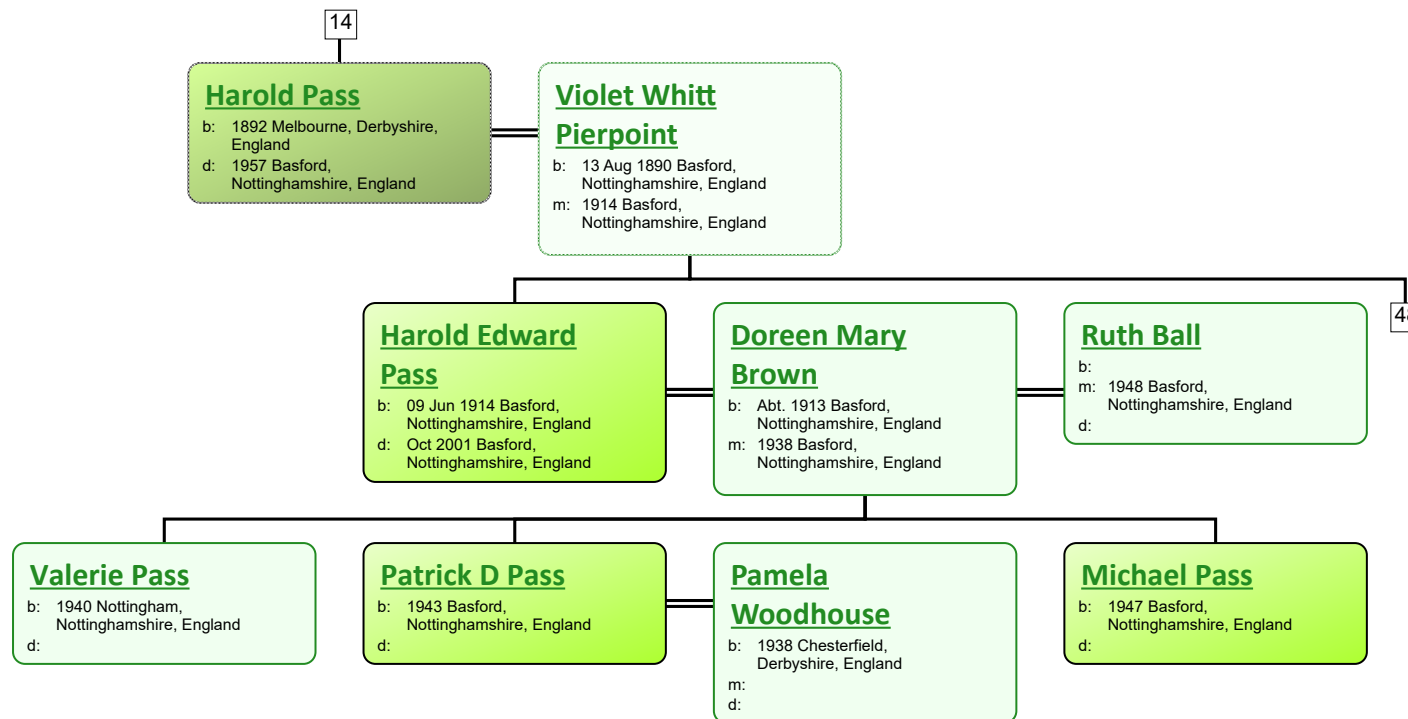 14
Harold Pass
b: 1892 Melbourne, Derbyshire,
England
d: 1957 Basford,
Nottinghamshire, England
Violet Whitt
Pierpoint
b: 13 Aug 1890 Basford,
Nottinghamshire, England
m: 1914 Basford,
Nottinghamshire, England
Harold Edward
Pass
b: 09 Jun 1914 Basford,
Nottinghamshire, England
d: Oct 2001 Basford,
Nottinghamshire, England
Doreen Mary
Brown
b: Abt. 1913 Basford,
Nottinghamshire, England
m: 1938 Basford,
Nottinghamshire, England
Ruth Ball
b:
m: 1948 Basford,
Nottinghamshire, England
d:
Valerie Pass
b: 1940 Nottingham,
Nottinghamshire, England
d:
Patrick D Pass
b: 1943 Basford,
Nottinghamshire, England
d:
Pamela
Woodhouse
b: 1938 Chesterfield,
Derbyshire, England
m:
d:
Michael Pass
b: 1947 Basford,
Nottinghamshire, England
d: